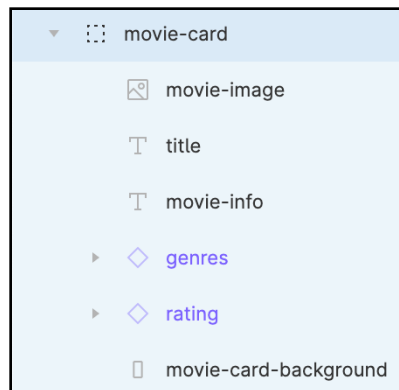 movie-card
movie-image
title
movie-info
genres
rating
movie-card-background